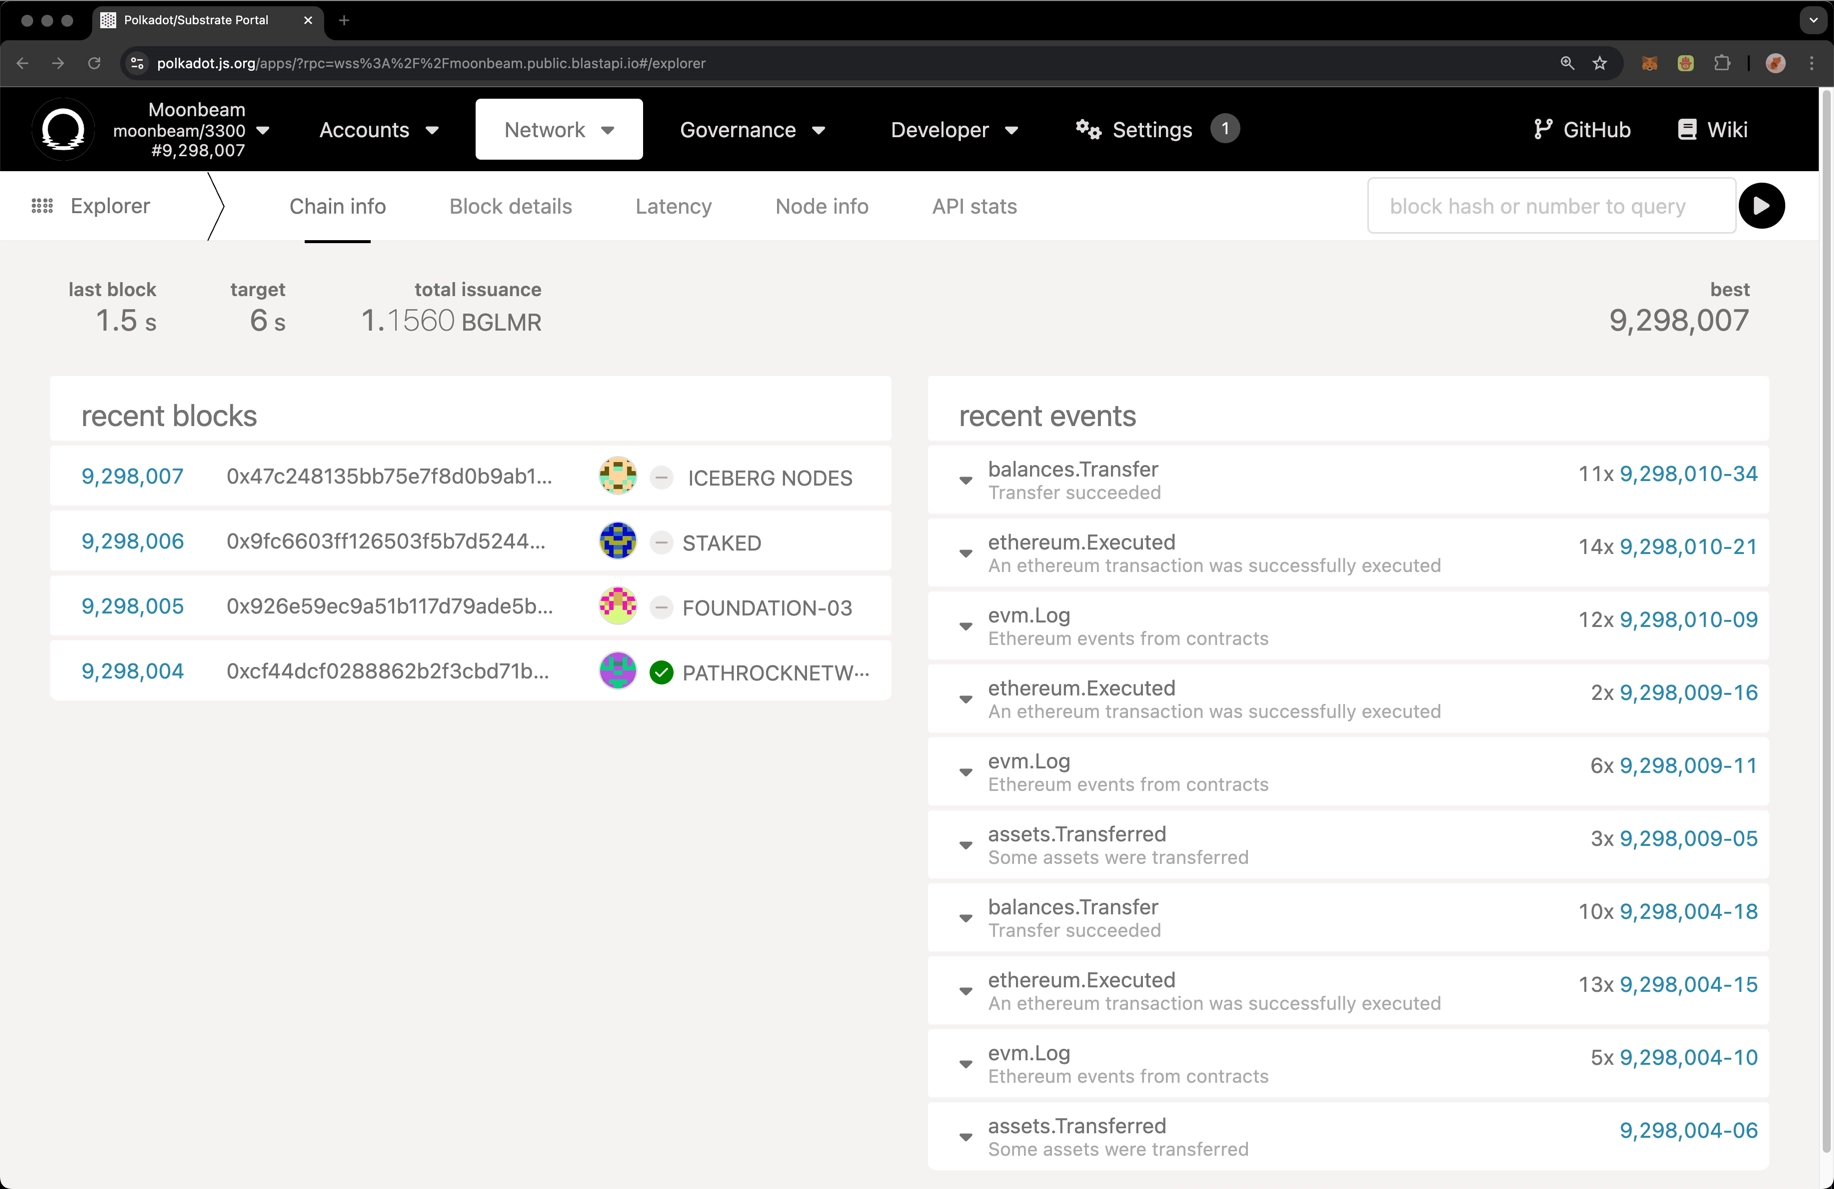 Polkadot/Substrate Portal
polkadot.js.org/apps/?rpc=wss%3A%2F%2Fmoonbeam.public.blastapi.io#/explorer
Moonbeam
moonbeam/3300
#9,298,007
Accounts
Network
Governance
Developer
Settings
1
GitHub
Wiki
Explorer
Chain info
Block details
Latency
Node info
API stats
block hash or number to query
last block
1.5 s
target
6 s
total issuance
1.1560 BGLMR
best
9,298,007
recent blocks
9,298,007 0x47c248135bb75e7f8d0b9ab1... ICEBERG NODES
9,298,006 0x9fc6603ff126503f5b7d5244... STAKED
9,298,005 0x926e59ec9a51b117d79ade5b... FOUNDATION-03
9,298,004 0xcf44dcf0288862b2f3cbd71b... PATHROCKNETW...
recent events
balances.Transfer 11x 9,298,010-34
Transfer succeeded
ethereum.Executed 14x 9,298,010-21
An ethereum transaction was successfully executed
evm.Log 12x 9,298,010-09
Ethereum events from contracts
ethereum.Executed 2x 9,298,009-16
An ethereum transaction was successfully executed
evm.Log 6x 9,298,009-11
Ethereum events from contracts
assets.Transferred 3x 9,298,009-05
Some assets were transferred
balances.Transfer 10x 9,298,004-18
Transfer succeeded
ethereum.Executed 13x 9,298,004-15
An ethereum transaction was successfully executed
evm.Log 5x 9,298,004-10
Ethereum events from contracts
assets.Transferred 9,298,004-06
Some assets were transferred